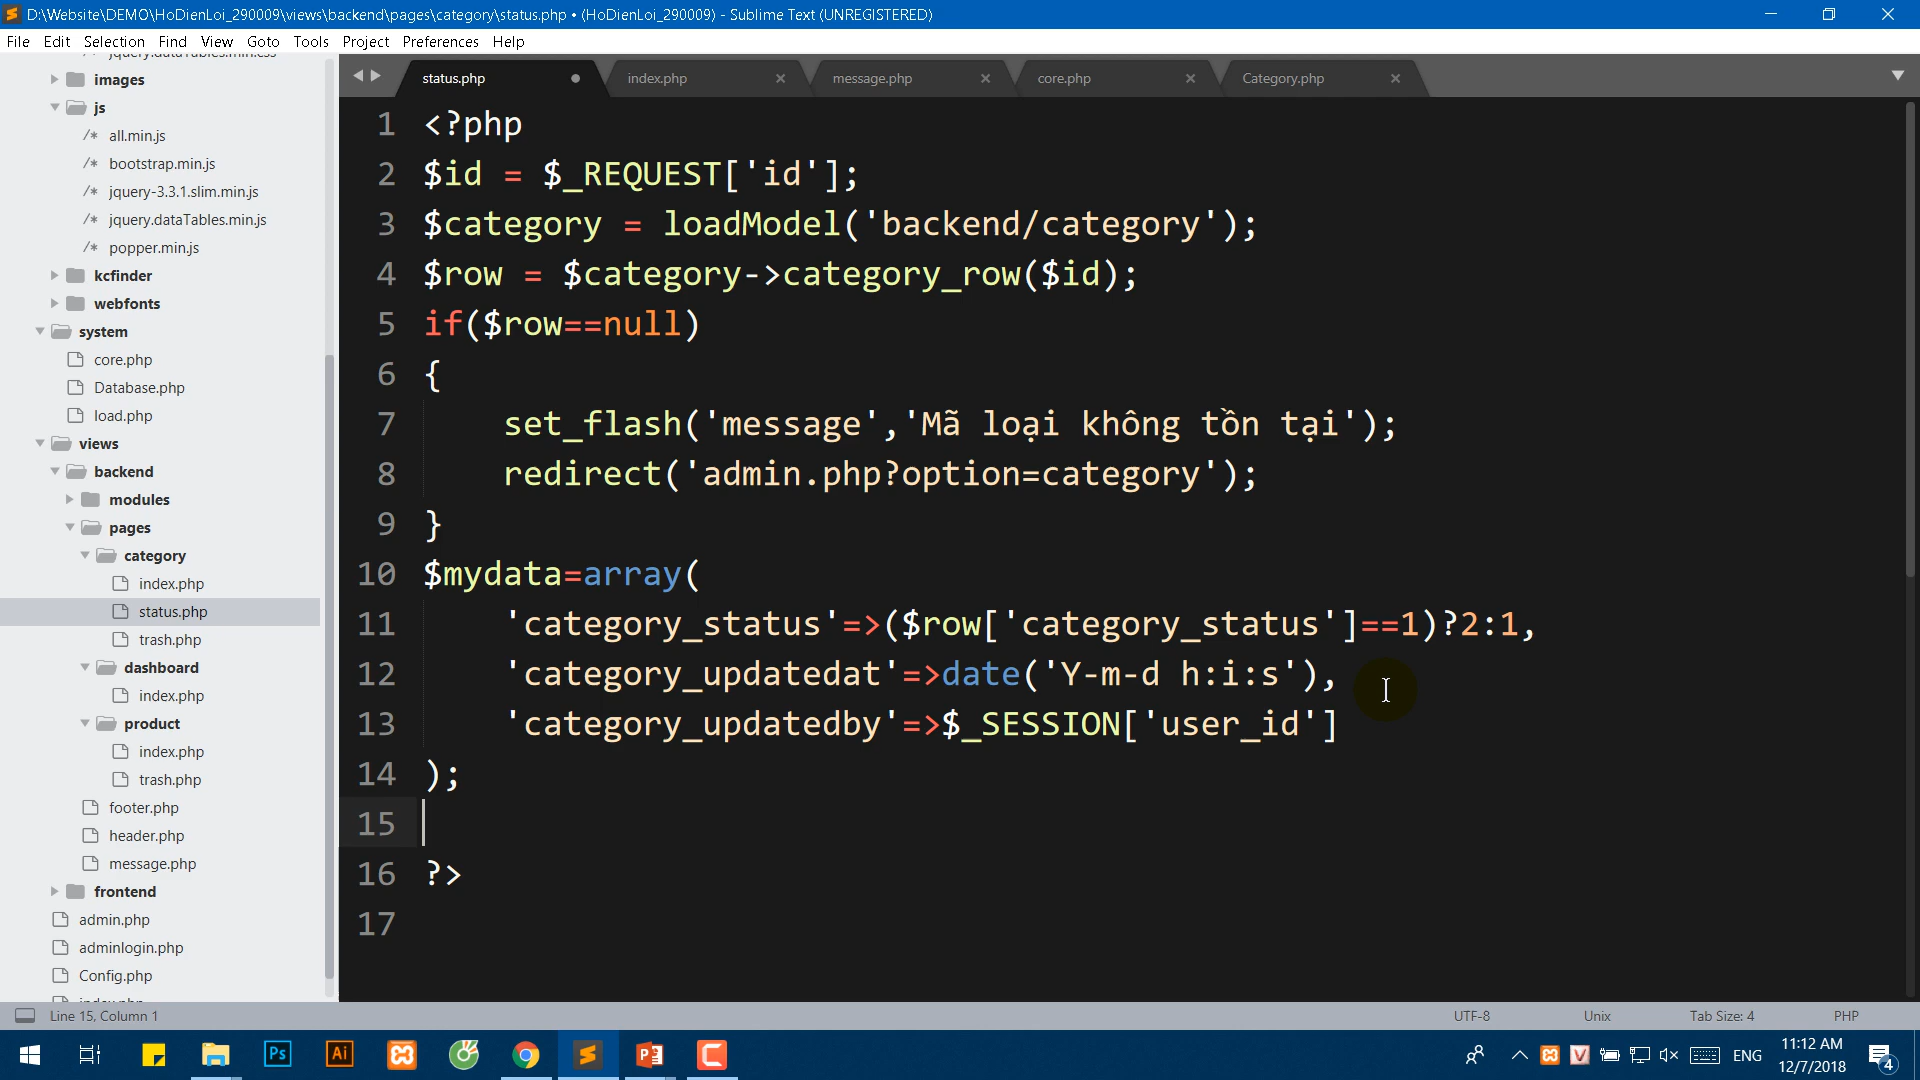 D:\Website\DEMO\HoDienLoi_290009\views\backend\pages\category\status.php • (HoDienLoi_290009) - Sublime Text (UNREGISTERED)
File Edit Selection Find View Goto Tools Project Preferences Help
images
js
/* all.min.js
/* bootstrap.min.js
/* jquery-3.3.1.slim.min.js
/* jquery.dataTables.min.js
/* popper.min.js
kcfinder
webfonts
system
core.php
Database.php
load.php
views
backend
modules
pages
category
index.php
status.php
trash.php
dashboard
index.php
product
index.php
trash.php
footer.php
header.php
message.php
frontend
admin.php
adminlogin.php
Config.php
status.php index.php message.php core.php Category.php
1 <?php
2 $id = $_REQUEST['id'];
3 $category = loadModel('backend/category');
4 $row = $category->category_row($id);
5 if($row==null)
6 {
7 set_flash('message','Mã loại không tồn tại');
8 redirect('admin.php?option=category');
9 }
10 $mydata=array(
11 'category_status'=>($row['category_status']==1)?2:1,
12 'category_updatedat'=>date('Y-m-d h:i:s'),
13 'category_updatedby'=>$_SESSION['user_id']
14 );
15
16 ?>
17
Line 15, Column 1 UTF-8 Unix Tab Size: 4 PHP
Ps Ai ENG 11:12 AM
12/7/2018 4